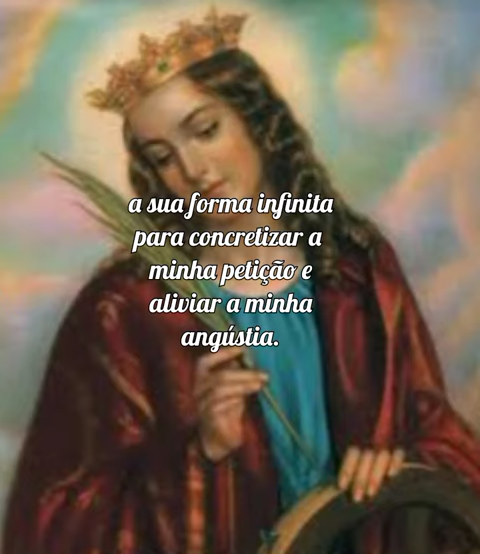 a sua forma infinita
para concretizar a
minha petição e
aliviar a minha
angústia.